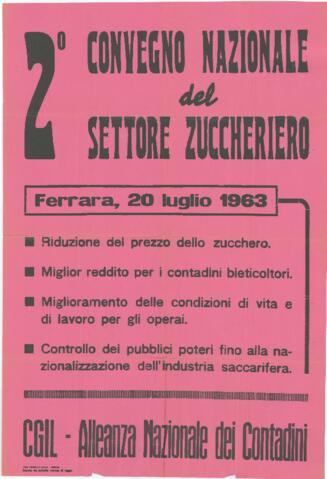 2° CONVEGNO NAZIONALE
del
SETTORE ZUCCHERIERO
Ferrara, 20 luglio 1963
Riduzione del prezzo dello zucchero.
Miglior reddito per i contadini bieticoltori.
Miglioramento delle condizioni di vita e
di lavoro per gli operai.
Controllo dei pubblici poteri fino alla na-
zionalizzazione dell'industria saccarifera.
CGIL - Alleanza Nazionale dei Contadini